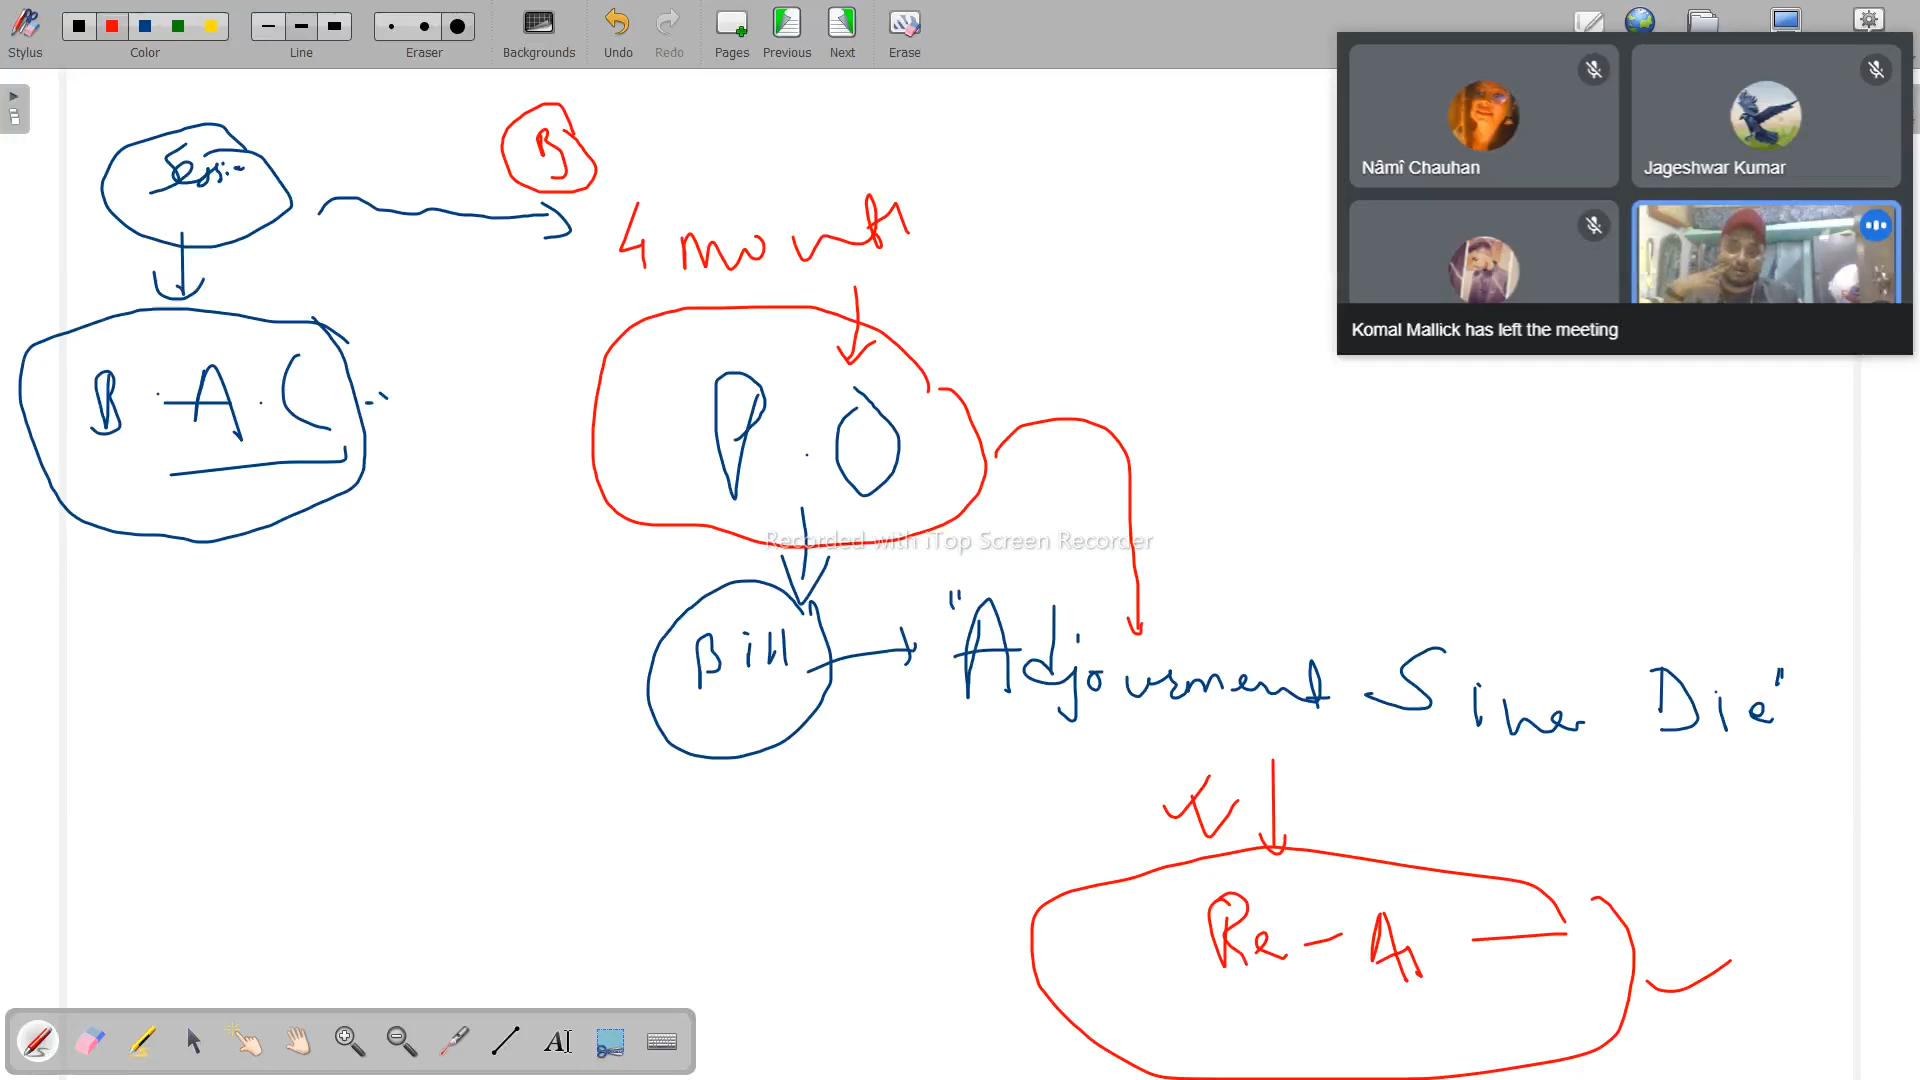 Stylus
Color
Line
Eraser
Backgrounds
Undo
Redo
Pages
Previous
Next
Erase
Nâmî Chauhan
Jageshwar Kumar
Komal Mallick has left the meeting
B
4 month
B.A.C
P.O
Recorded with iTop Screen Recorder
Bill
"Adjournment Sine Die"
Re-A
AI